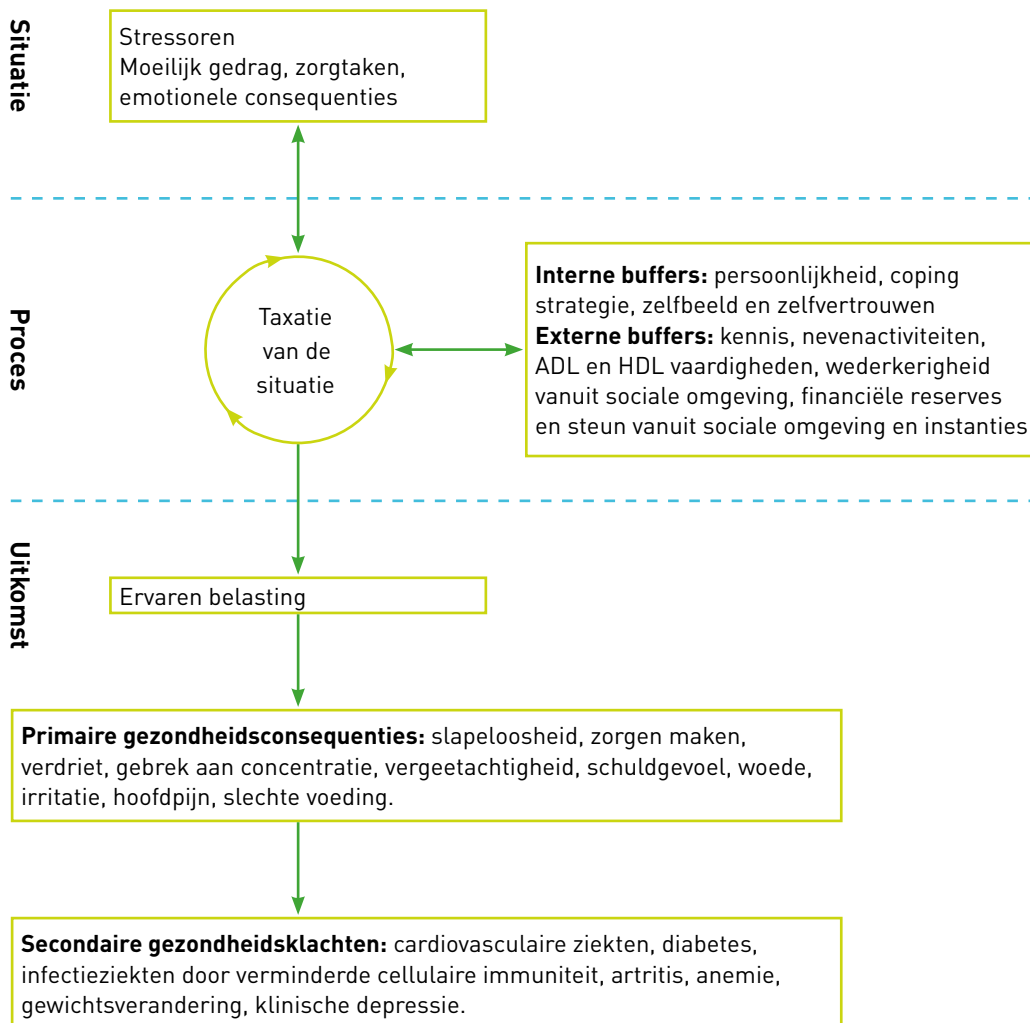 Situatie
Stressoren
Moeilijk gedrag, zorgtaken,
emotionele consequenties
Proces
Taxatie
van de
situatie
Interne buffers: persoonlijkheid, coping
strategie, zelfbeeld en zelfvertrouwen
Externe buffers: kennis, nevenactiviteiten,
ADL en HDL vaardigheden, wederkerigheid
vanuit sociale omgeving, financiële reserves
en steun vanuit sociale omgeving en instanties
Uitkomst
Ervaren belasting
Primaire gezondheidsconsequenties: slapeloosheid, zorgen maken,
verdriet, gebrek aan concentratie, vergeetachtigheid, schuldgevoel, woede,
irritatie, hoofdpijn, slechte voeding.
Secondaire gezondheidsklachten: cardiovasculaire ziekten, diabetes,
infectieziekten door verminderde cellulaire immuniteit, artritis, anemie,
gewichtsverandering, klinische depressie.